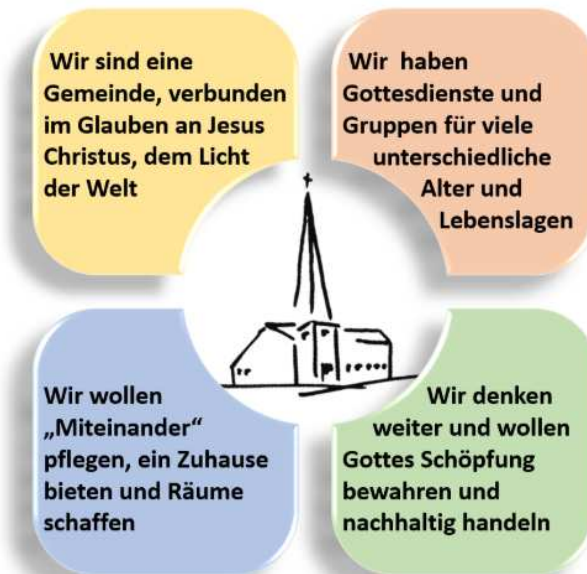 Wir sind eine
Gemeinde, verbunden
im Glauben an Jesus
Christus, dem Licht
der Welt
Wir haben
Gottesdienste und
Gruppen für viele
unterschiedliche
Alter und
Lebenslagen
Wir wollen
„Miteinander“
pflegen, ein Zuhause
bieten und Räume
schaffen
Wir denken
weiter und wollen
Gottes Schöpfung
bewahren und
nachhaltig handeln